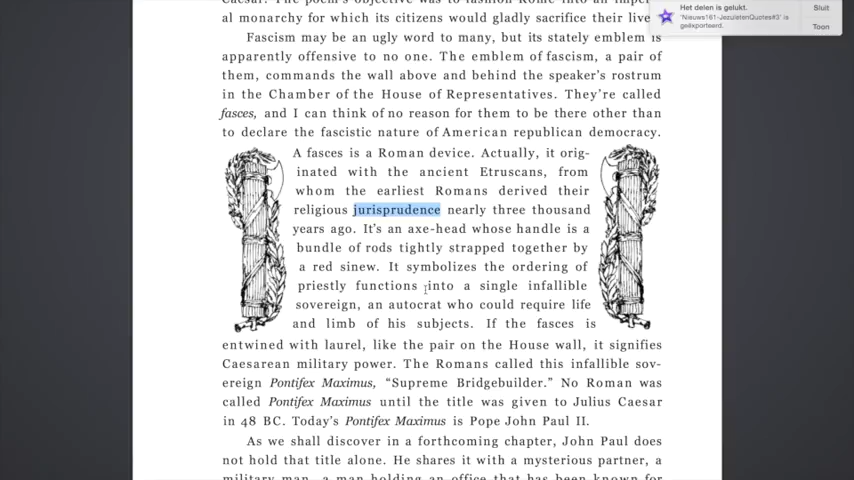 Caesar. The poem's objective was to fashion Rome into an imperi-
al monarchy for which its citizens would gladly sacrifice their live
Fascism may be an ugly word to many, but its stately emblem is
apparently offensive to no one. The emblem of fascism, a pair of
them, commands the wall above and behind the speaker's rostrum
in the Chamber of the House of Representatives. They're called
fasces, and I can think of no reason for them to be there other than
to declare the fascistic nature of American republican democracy.
A fasces is a Roman device. Actually, it orig-
inated with the ancient Etruscans, from
whom the earliest Romans derived their
religious jurisprudence nearly three thousand
years ago. It's an axe-head whose handle is a
bundle of rods tightly strapped together by
a red sinew. It symbolizes the ordering of
priestly functions into a single infallible
sovereign, an autocrat who could require life
and limb of his subjects. If the fasces is
entwined with laurel, like the pair on the House wall, it signifies
Caesarean military power. The Romans called this infallible sov-
ereign Pontifex Maximus, “Supreme Bridgebuilder.” No Roman was
called Pontifex Maximus until the title was given to Julius Caesar
in 48 BC. Today's Pontifex Maximus is Pope John Paul II.
As we shall discover in a forthcoming chapter, John Paul does
not hold that title alone. He shares it with a mysterious partner, a
military man, a man holding an office that has been known for
Het delen is gelukt.
'Nieuws161-JezuïetenQuotes#3' is
geëxporteerd.
Sluit
Toon